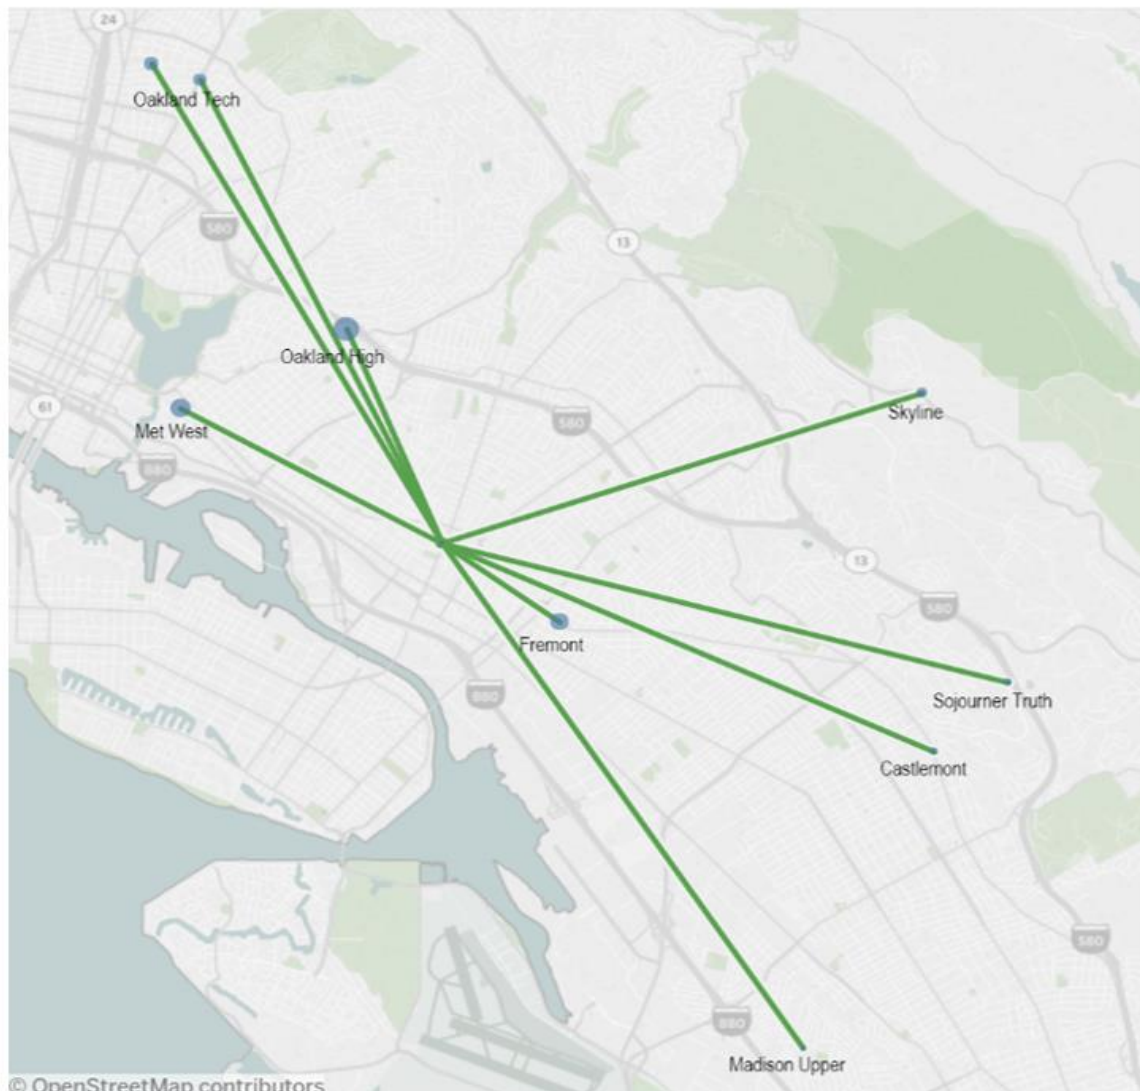 24
Oakland Tech
580
13
Oakland High
Skyline
61
Met West
580
880
13
580
Fremont
880
Sojourner Truth
Castlemont
580
880
Madison Upper
© OpenStreetMap contributors